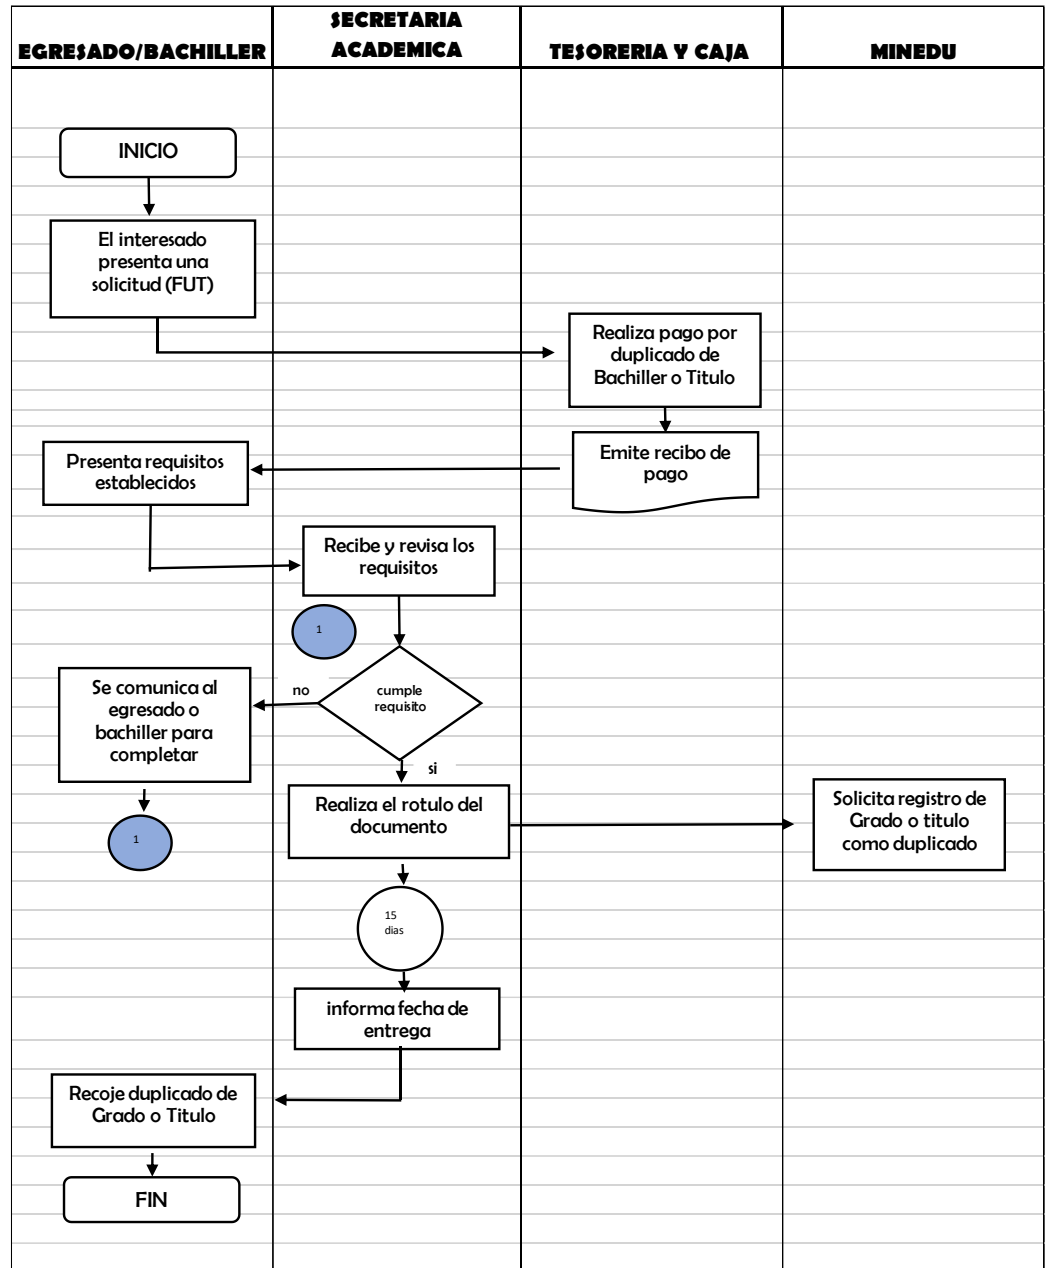 EGRESADO/BACHILLER
SECRETARIA
ACADEMICA
TESORERIA Y CAJA
MINEDU
INICIO
El interesado
presenta una
solicitud (FUT)
Realiza pago por
duplicado de
Bachiller o Titulo
Emite recibo de
pago
Presenta requisitos
establecidos
Recibe y revisa los
requisitos
1
cumple
requisito
no
Se comunica al
egresado o
bachiller para
completar
1
si
Realiza el rotulo del
documento
Solicita registro de
Grado o titulo
como duplicado
15
dias
informa fecha de
entrega
Recoje duplicado de
Grado o Titulo
FIN